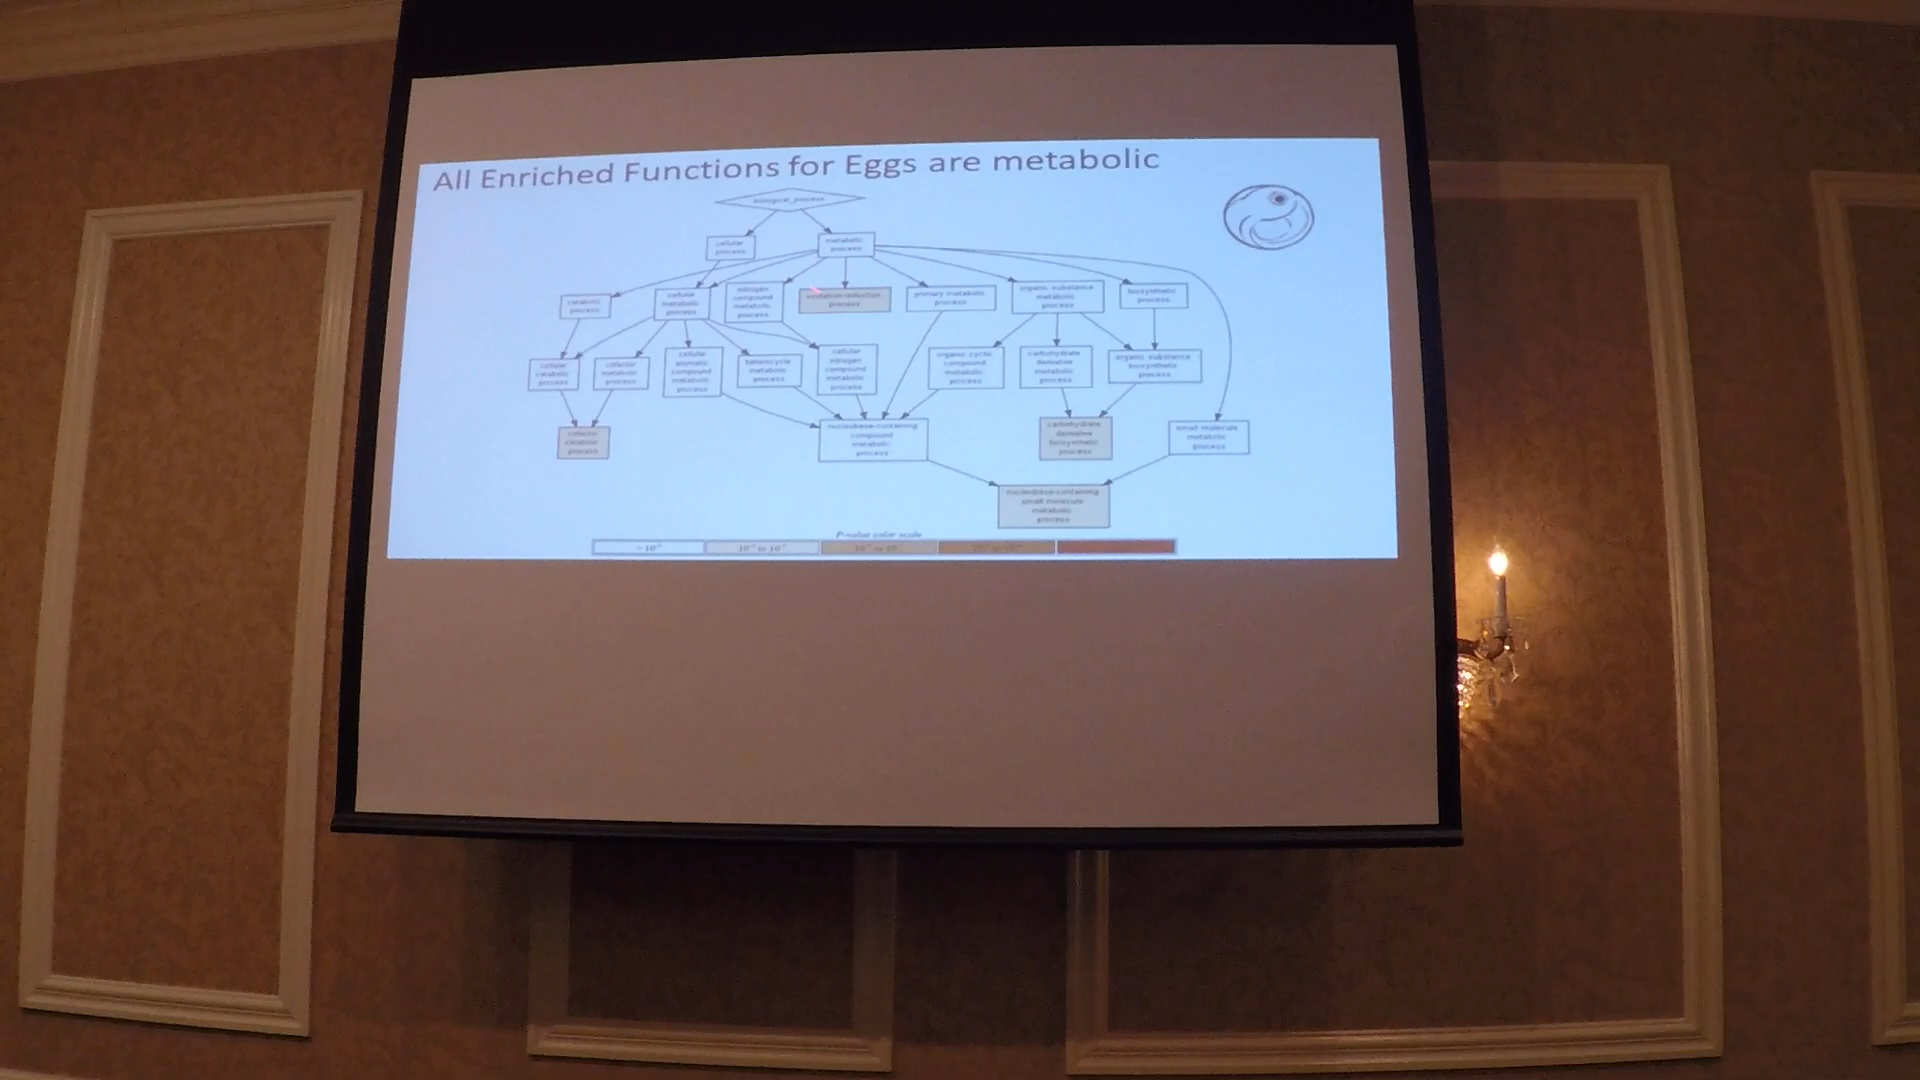 All Enriched Functions for Eggs are metabolic
biological_process
cellular
process
metabolic
process
catabolic
process
cellular
metabolic
process
nitrogen
compound
metabolic
process
oxidation-reduction
process
primary metabolic
process
organic substance
metabolic
process
biosynthetic
process
cellular
catabolic
process
cofactor
metabolic
process
cellular
aromatic
compound
metabolic
process
heterocycle
metabolic
process
cellular
nitrogen
compound
metabolic
process
organic cyclic
compound
metabolic
process
carbohydrate
derivative
metabolic
process
organic substance
biosynthetic
process
cofactor
catabolic
process
nucleobase-containing
compound
metabolic
process
carbohydrate
derivative
biosynthetic
process
small molecule
metabolic
process
nucleobase-containing
small molecule
metabolic
process
P-value color scale